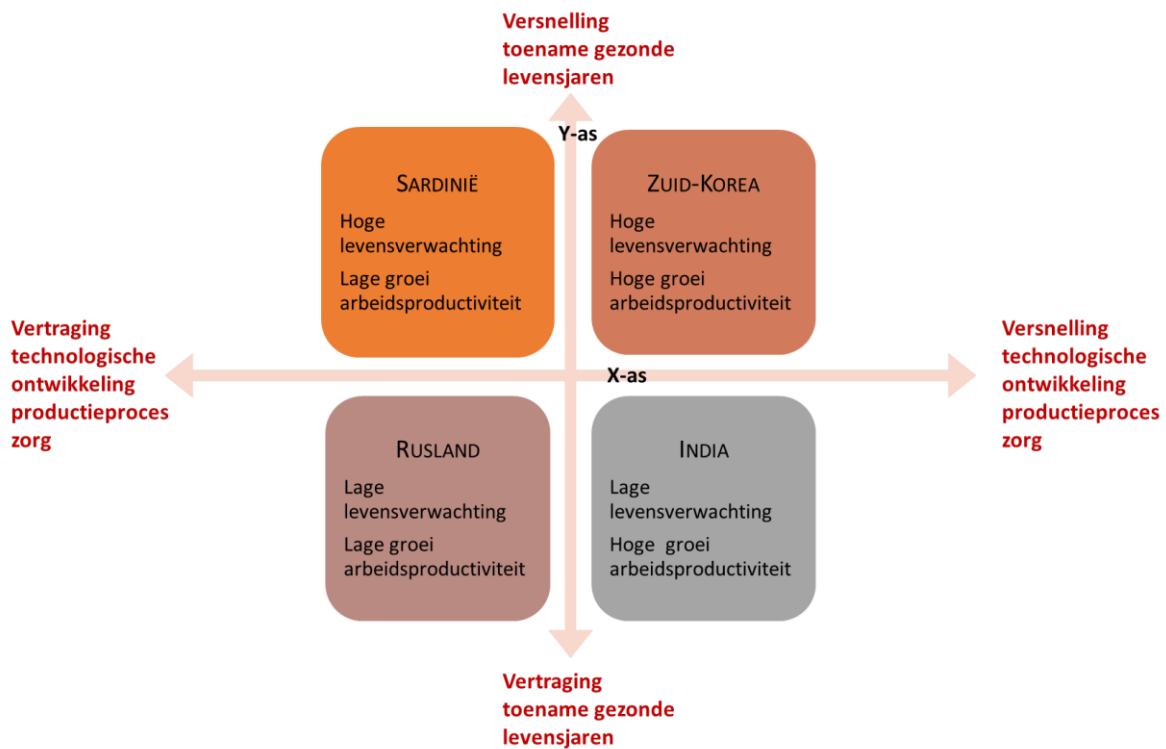 Versnelling
toename gezonde
levensjaren
Y-as
SARDINIË
Hoge
levensverwachting
Lage groei
arbeidsproductiviteit
ZUID-KOREA
Hoge
levensverwachting
Hoge groei
arbeidsproductiviteit
Vertraging
technologische
ontwikkeling
productieproces
zorg
X-as
Versnelling
technologische
ontwikkeling
productieproces
zorg
RUSLAND
Lage
levensverwachting
Lage groei
arbeidsproductiviteit
INDIA
Lage
levensverwachting
Hoge groei
arbeidsproductiviteit
Vertraging
toename gezonde
levensjaren